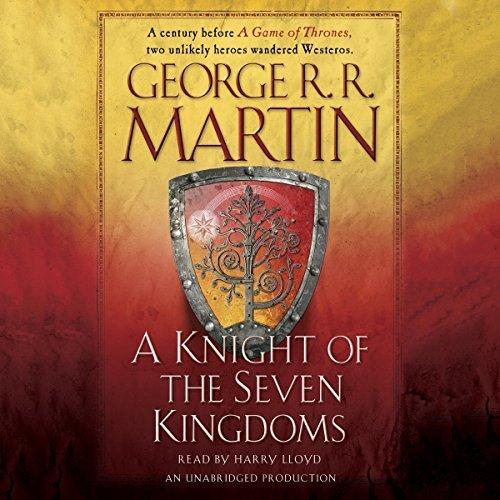 A century before A Game of Thrones,
two unlikely heroes wandered Westeros.
GEORGE R. R.
MARTIN
A KNIGHT OF
THE SEVEN
KINGDOMS
READ BY HARRY LLOYD
AN UNABRIDGED PRODUCTION